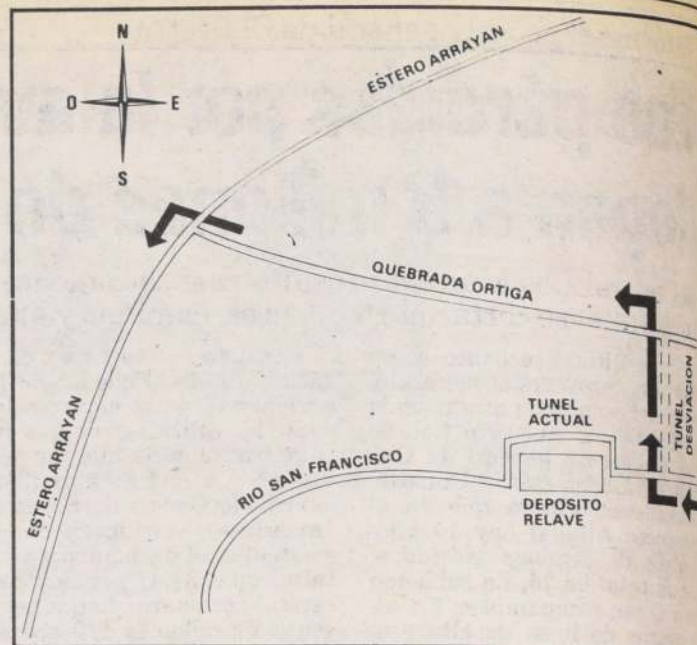 N
O E
S
ESTERO ARRAYAN
QUEBRADA ORTIGA
TUNEL
DESVIACION
TUNEL
ACTUAL
RIO SAN FRANCISCO
DEPOSITO
RELAVE
ESTERO ARRAYAN